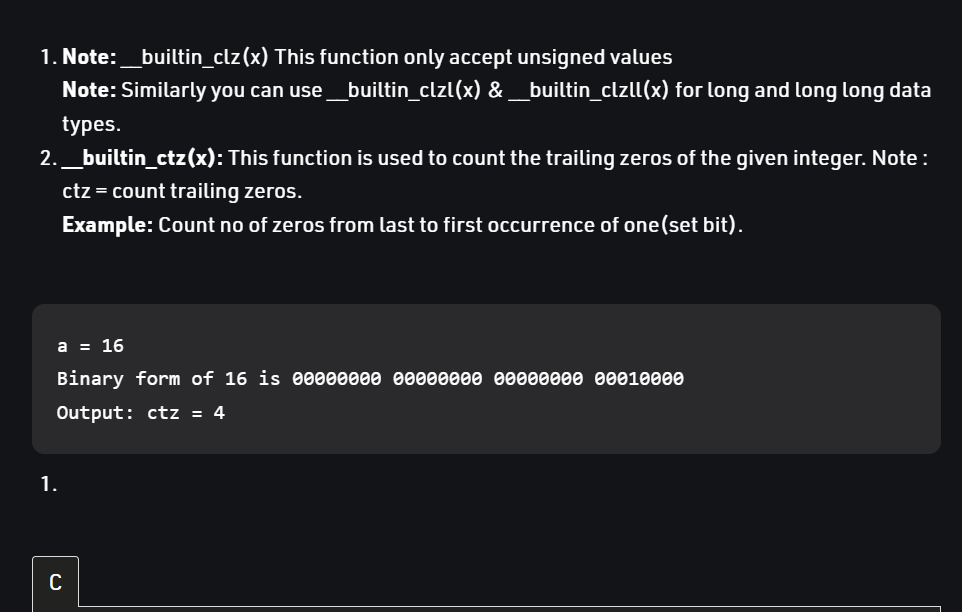 1. Note: __builtin_clz(x) This function only accept unsigned values
Note: Similarly you can use __builtin_clzl(x) & __builtin_clzll(x) for long and long long data
types.
2. __builtin_ctz(x): This function is used to count the trailing zeros of the given integer. Note :
ctz = count trailing zeros.
Example: Count no of zeros from last to first occurrence of one(set bit).
a = 16
Binary form of 16 is 00000000 00000000 00000000 00010000
Output: ctz = 4
1.
C